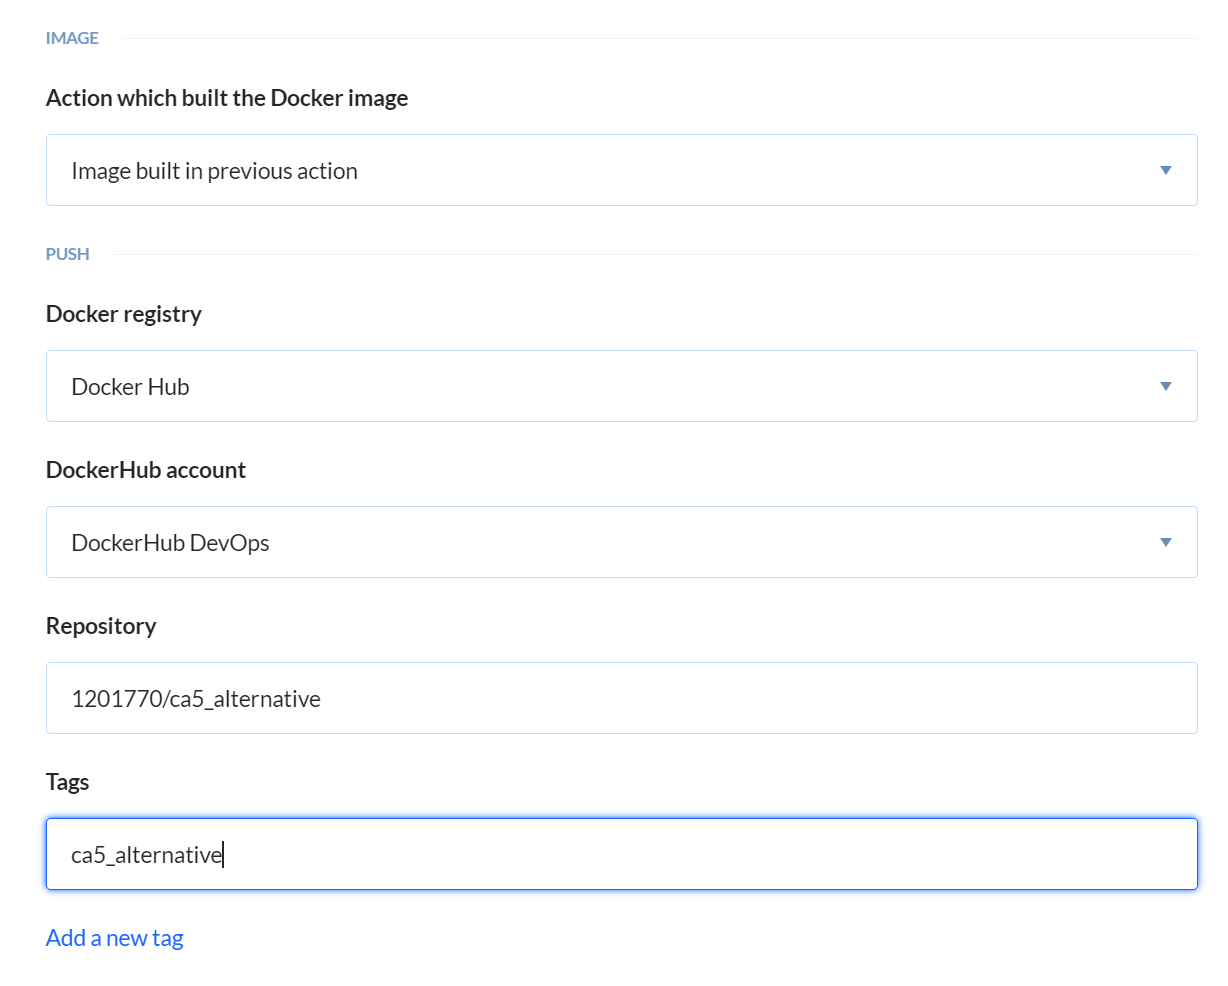 IMAGE
Action which built the Docker image
Image built in previous action
PUSH
Docker registry
Docker Hub
DockerHub account
DockerHub DevOps
Repository
1201770/ca5_alternative
Tags
ca5_alternative
Add a new tag